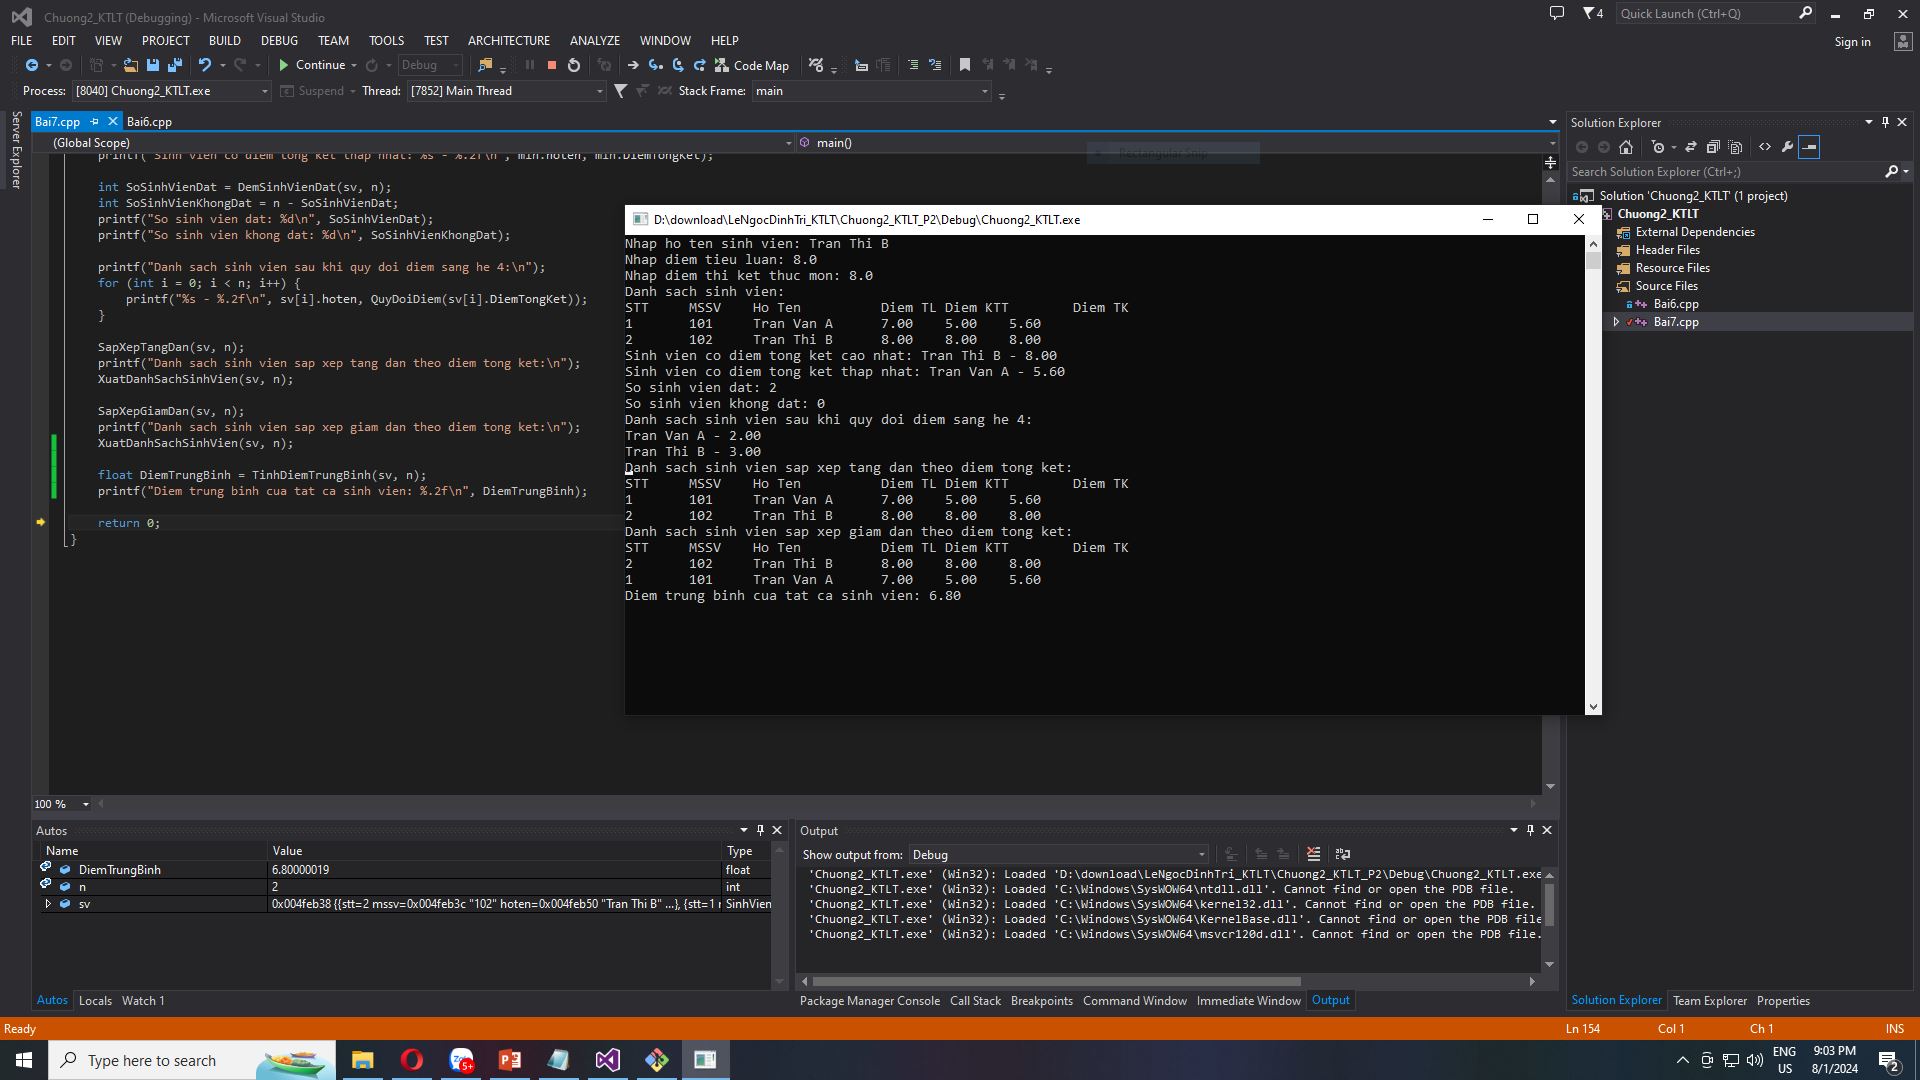 Chuong2_KTLT (Debugging) - Microsoft Visual Studio
4
Quick Launch (Ctrl+Q)
FILE EDIT VIEW PROJECT BUILD DEBUG TEAM TOOLS TEST ARCHITECTURE ANALYZE WINDOW HELP
Sign in
Continue Debug Code Map
Process: [8040] Chuong2_KTLT.exe Suspend Thread: [7852] Main Thread Stack Frame: main
Server Explorer
Bai7.cpp Bai6.cpp
(Global Scope) main()
Rectangular Snip
printf("Sinh vien co diem tong ket thap nhat: %s - %.2f\n", min.hoten, min.DiemTongKet);
int SoSinhVienDat = DemSinhVienDat(sv, n);
int SoSinhVienKhongDat = n - SoSinhVienDat;
printf("So sinh vien dat: %d\n", SoSinhVienDat);
printf("So sinh vien khong dat: %d\n", SoSinhVienKhongDat);
printf("Danh sach sinh vien sau khi quy doi diem sang he 4:\n");
for (int i = 0; i < n; i++) {
printf("%s - %.2f\n", sv[i].hoten, QuyDoiDiem(sv[i].DiemTongKet));
}
SapXepTangDan(sv, n);
printf("Danh sach sinh vien sap xep tang dan theo diem tong ket:\n");
XuatDanhSachSinhVien(sv, n);
SapXepGiamDan(sv, n);
printf("Danh sach sinh vien sap xep giam dan theo diem tong ket:\n");
XuatDanhSachSinhVien(sv, n);
float DiemTrungBinh = TinhDiemTrungBinh(sv, n);
printf("Diem trung binh cua tat ca sinh vien: %.2f\n", DiemTrungBinh);
return 0;
}
D:\download\LeNgocDinhTri_KTLT\Chuong2_KTLT_P2\Debug\Chuong2_KTLT.exe
Nhap ho ten sinh vien: Tran Thi B
Nhap diem tieu luan: 8.0
Nhap diem thi ket thuc mon: 8.0
Danh sach sinh vien:
STT MSSV Ho Ten Diem TL Diem KTT Diem TK
1 101 Tran Van A 7.00 5.00 5.60
2 102 Tran Thi B 8.00 8.00 8.00
Sinh vien co diem tong ket cao nhat: Tran Thi B - 8.00
Sinh vien co diem tong ket thap nhat: Tran Van A - 5.60
So sinh vien dat: 2
So sinh vien khong dat: 0
Danh sach sinh vien sau khi quy doi diem sang he 4:
Tran Van A - 2.00
Tran Thi B - 3.00
Danh sach sinh vien sap xep tang dan theo diem tong ket:
STT MSSV Ho Ten Diem TL Diem KTT Diem TK
1 101 Tran Van A 7.00 5.00 5.60
2 102 Tran Thi B 8.00 8.00 8.00
Danh sach sinh vien sap xep giam dan theo diem tong ket:
STT MSSV Ho Ten Diem TL Diem KTT Diem TK
2 102 Tran Thi B 8.00 8.00 8.00
1 101 Tran Van A 7.00 5.00 5.60
Diem trung binh cua tat ca sinh vien: 6.80
Solution Explorer
Search Solution Explorer (Ctrl+;)
Solution 'Chuong2_KTLT' (1 project)
Chuong2_KTLT
External Dependencies
Header Files
Resource Files
Source Files
Bai6.cpp
Bai7.cpp
100 %
Autos
Name Value Type
DiemTrungBinh 6.80000019 float
n 2 int
sv 0x004feb38 {{stt=2 mssv=0x004feb3c "102" hoten=0x004feb50 "Tran Thi B" ...}, {stt=1 r SinhVien
Autos Locals Watch 1
Output
Show output from: Debug
'Chuong2_KTLT.exe' (Win32): Loaded 'D:\download\LeNgocDinhTri_KTLT\Chuong2_KTLT_P2\Debug\Chuong2_KTLT.exe
'Chuong2_KTLT.exe' (Win32): Loaded 'C:\Windows\SysWOW64\ntdll.dll'. Cannot find or open the PDB file.
'Chuong2_KTLT.exe' (Win32): Loaded 'C:\Windows\SysWOW64\kernel32.dll'. Cannot find or open the PDB file.
'Chuong2_KTLT.exe' (Win32): Loaded 'C:\Windows\SysWOW64\KernelBase.dll'. Cannot find or open the PDB file
'Chuong2_KTLT.exe' (Win32): Loaded 'C:\Windows\SysWOW64\msvcr120d.dll'. Cannot find or open the PDB file.
Package Manager Console Call Stack Breakpoints Command Window Immediate Window Output
Solution Explorer Team Explorer Properties
Ready
Ln 154 Col 1 Ch 1 INS
Type here to search
5+
ENG
US
9:03 PM
8/1/2024
2